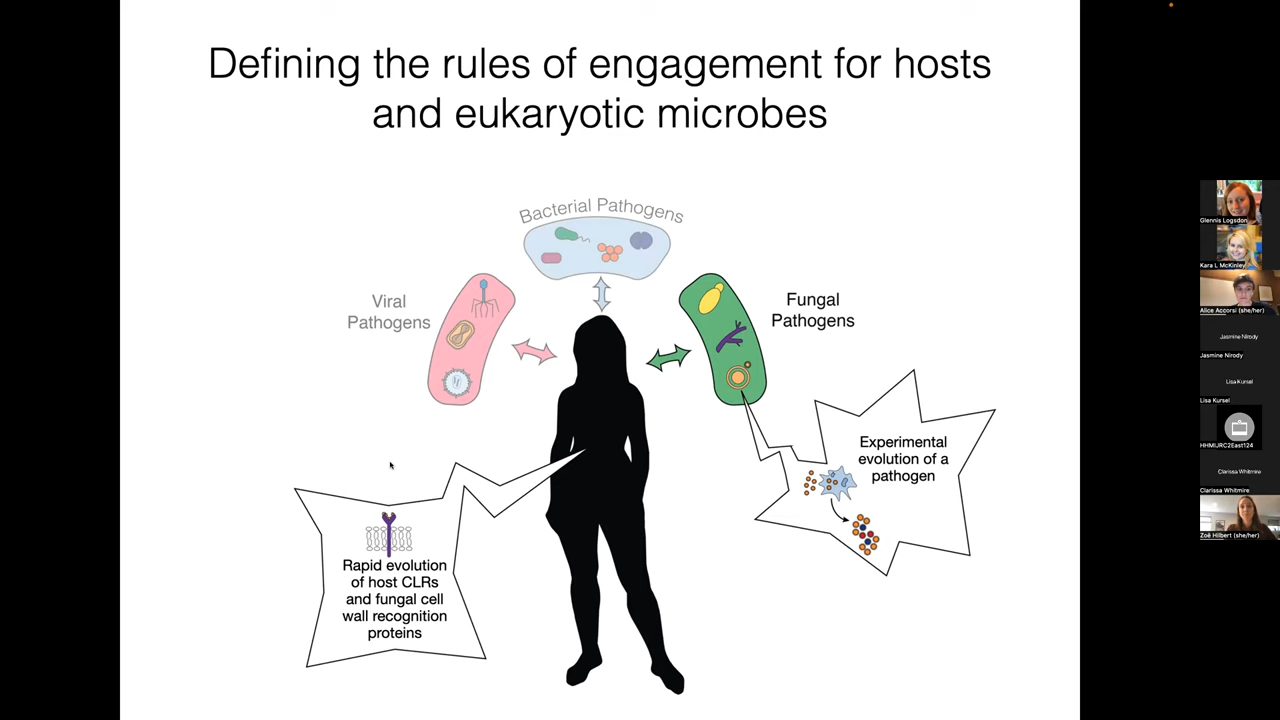 Defining the rules of engagement for hosts
and eukaryotic microbes
Bacterial Pathogens
Viral
Pathogens
Fungal
Pathogens
Experimental
evolution of a
pathogen
Rapid evolution
of host CLRs
and fungal cell
wall recognition
proteins
Glennis Logsdon
Kara L McKinley
Alice Accorsi (she/her)
Jasmine Nirody
Jasmine Nirody
Lisa Kursel
Lisa Kursel
HHMIJRC2East124
Clarissa Whitmire
Clarissa Whitmire
Zoë Hilbert (she/her)